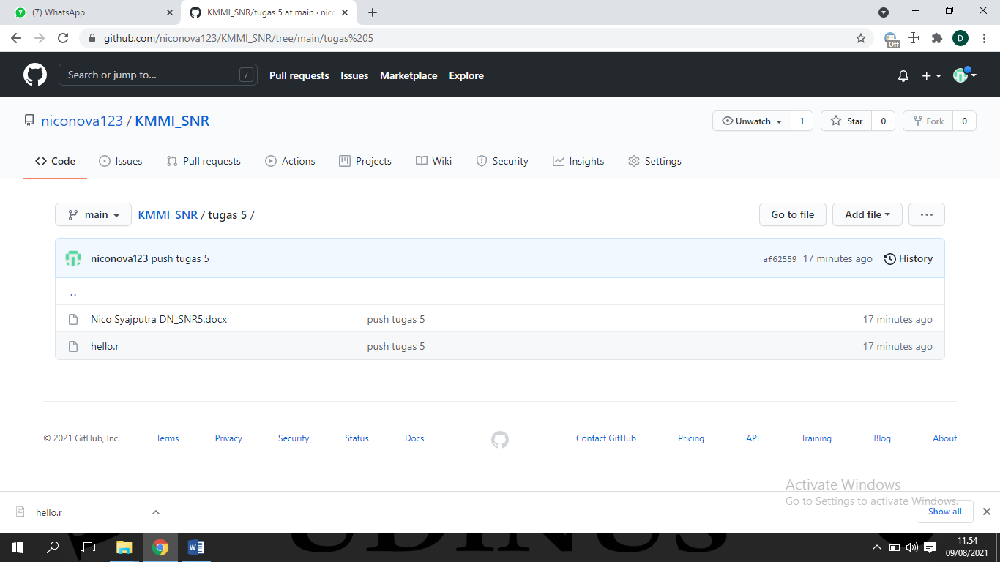 (7) WhatsApp
KMMI_SNR/tugas 5 at main · nico
github.com/niconova123/KMMI_SNR/tree/main/tugas%205
Off
D
Search or jump to...
/
Pull requests
Issues
Marketplace
Explore
niconova123 / KMMI_SNR
Unwatch
1
Star
0
Fork
0
Code
Issues
Pull requests
Actions
Projects
Wiki
Security
Insights
Settings
main
KMMI_SNR / tugas 5 /
Go to file
Add file
...
niconova123 push tugas 5
af62559 17 minutes ago
History
..
Nico Syajputra DN_SNR5.docx
push tugas 5
17 minutes ago
hello.r
push tugas 5
17 minutes ago
© 2021 GitHub, Inc.
Terms
Privacy
Security
Status
Docs
Contact GitHub
Pricing
API
Training
Blog
About
Activate Windows
Go to Settings to activate Windows.
hello.r
Show all
UDINUS
11.54
09/08/2021